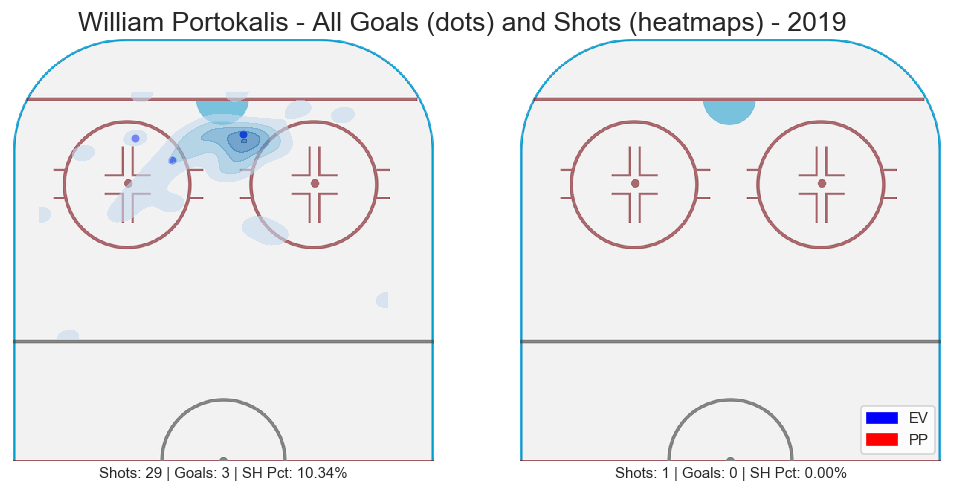 William Portokalis - All Goals (dots) and Shots (heatmaps) - 2019
EV
PP
Shots: 29 | Goals: 3 | SH Pct: 10.34%
Shots: 1 | Goals: 0 | SH Pct: 0.00%